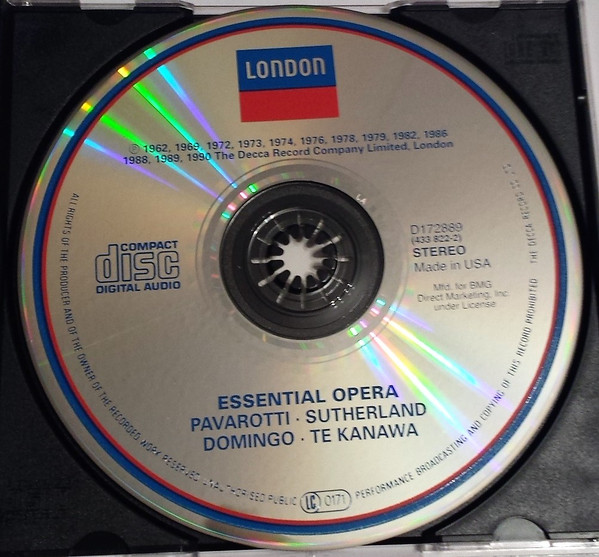 LONDON
℗ 1962, 1969, 1972, 1973, 1974, 1976, 1978, 1979, 1982, 1986
1988, 1989, 1990 The Decca Record Company Limited, London
COMPACT
disc
DIGITAL AUDIO
D172889
(433 822-2)
STEREO
Made in USA
Mfd. for BMG
Direct Marketing, Inc.
under License
ESSENTIAL OPERA
PAVAROTTI · SUTHERLAND
DOMINGO · TE KANAWA
ALL RIGHTS OF THE PRODUCER AND OF THE OWNER OF THE RECORDED WORK RESERVED UNAUTHORISED PUBLIC LC 0171 PERFORMANCE BROADCASTING AND COPYING OF THIS RECORD PROHIBITED THE DECCA RECORD